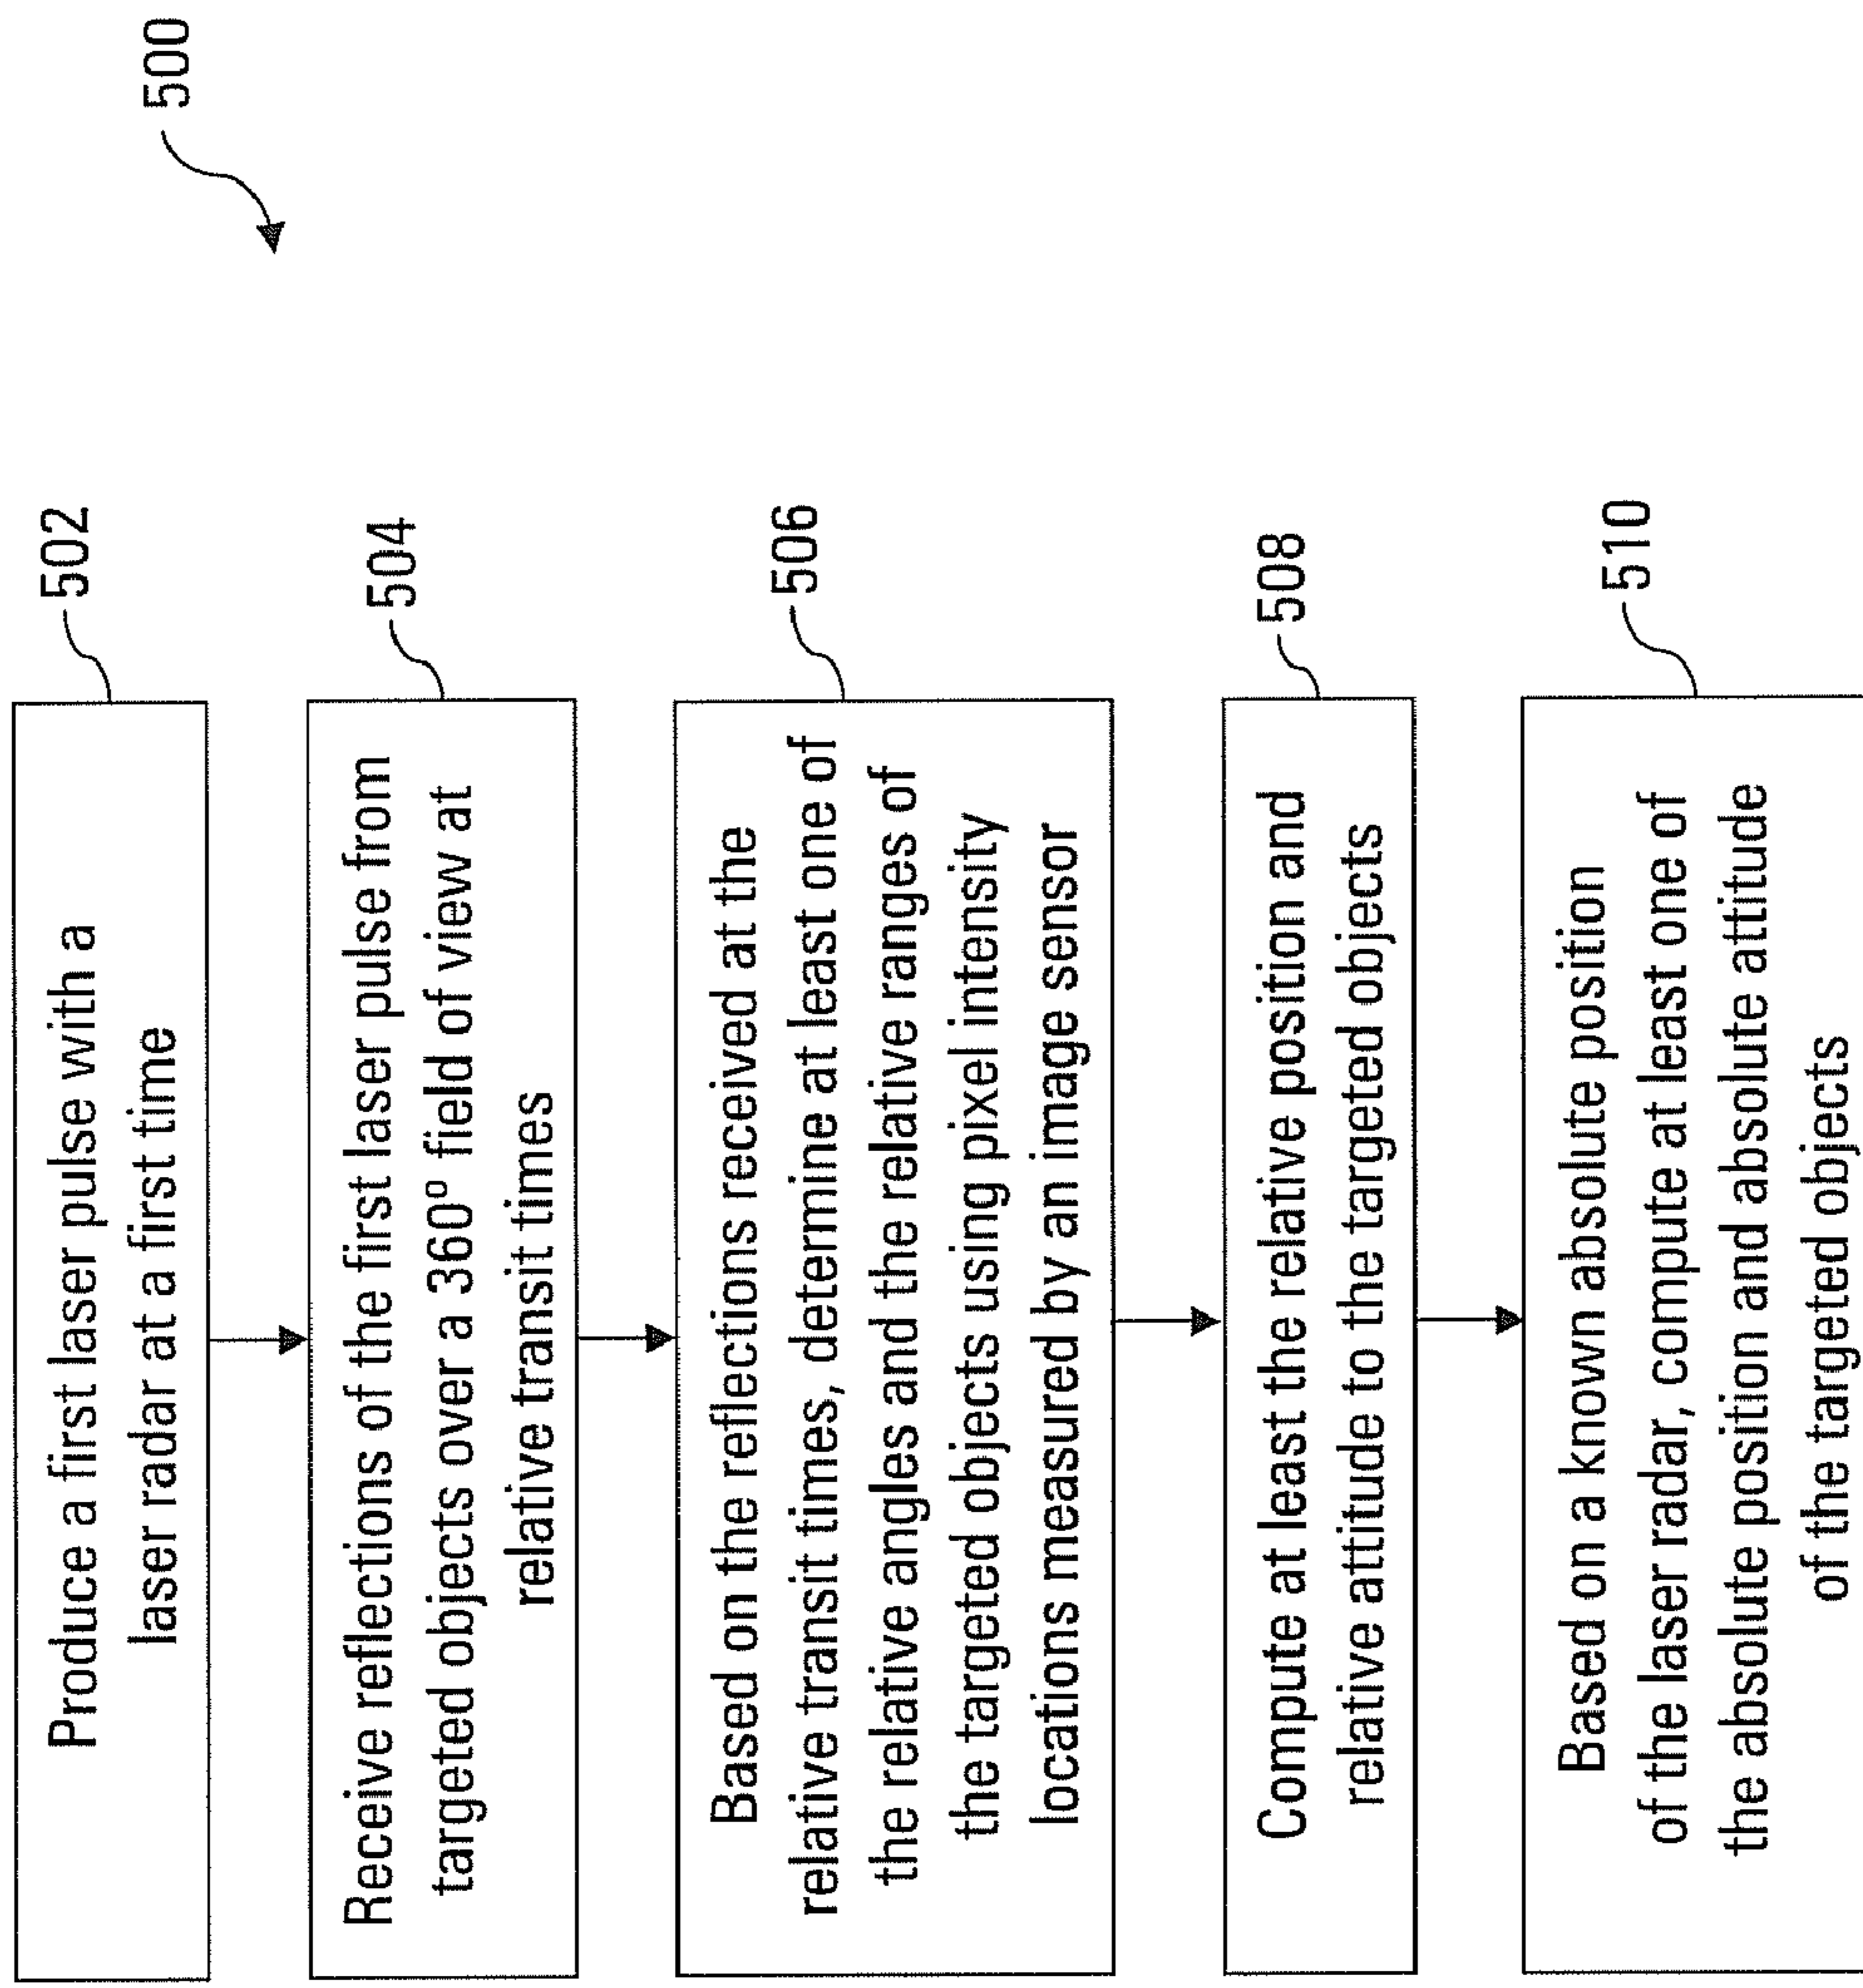 500
Produce a first laser pulse with a
laser radar at a first time
502
Receive reflections of the first laser pulse from
targeted objects over a 360° field of view at
relative transit times
504
Based on the reflections received at the
relative transit times, determine at least one of
the relative angles and the relative ranges of
the targeted objects using pixel intensity
locations measured by an image sensor
506
Compute at least the relative position and
relative attitude to the targeted objects
508
Based on a known absolute position
of the laser radar, compute at least one of
the absolute position and absolute attitude
of the targeted objects
510